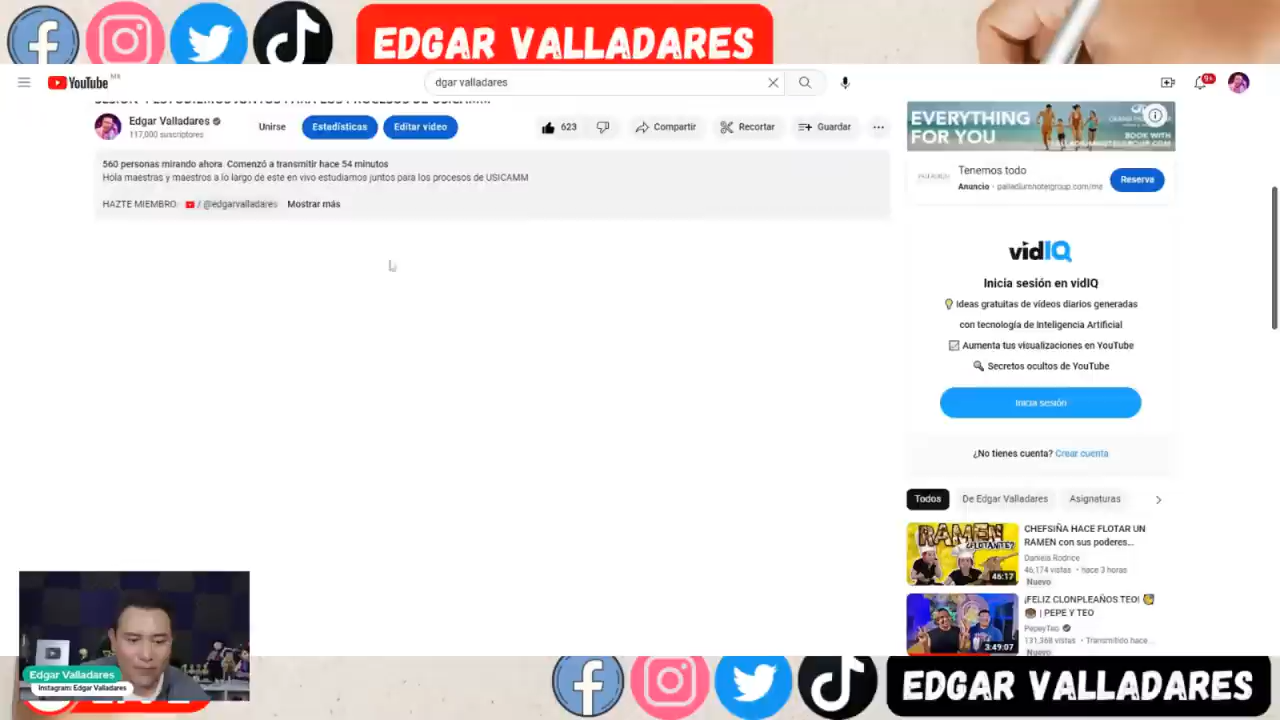 EDGAR VALLADARES
YouTube MX
dgar valladares
9+
SESIÓN 4 ESTUDIEMOS JUNTOS PARA LOS PROCESOS DE USICAMM
Edgar Valladares
117,000 suscriptores
Unirse
Estadísticas
Editar video
623
Compartir
Recortar
Guardar
560 personas mirando ahora Comenzó a transmitir hace 54 minutos
Hola maestras y maestros a lo largo de este en vivo estudiamos juntos para los procesos de USICAMM
HAZTE MIEMBRO: / @edgarvalladares Mostrar más
EVERYTHING
FOR YOU
BOOK WITH
Tenemos todo
Anuncio · palladiumhotelgroup.com/me
Reserva
vidIQ
Inicia sesión en vidIQ
Ideas gratuitas de vídeos diarios generadas
con tecnología de Inteligencia Artificial
Aumenta tus visualizaciones en YouTube
Secretos ocultos de YouTube
Inicia sesión
¿No tienes cuenta? Crear cuenta
Todos
De Edgar Valladares
Asignaturas
RAMEN
¿FLOTANTE?
46:17
CHEFSIÑA HACE FLOTAR UN
RAMEN con sus poderes...
Daniela Rodrice
46,174 vistas · hace 3 horas
Nuevo
3:49:07
¡FELIZ CLONPLEAÑOS TEO!
| PEPE Y TEO
PepeyTeo
131,368 vistas · Transmitido hace ...
Nuevo
Edgar Valladares
Instagram: Edgar Valladares
EDGAR VALLADARES